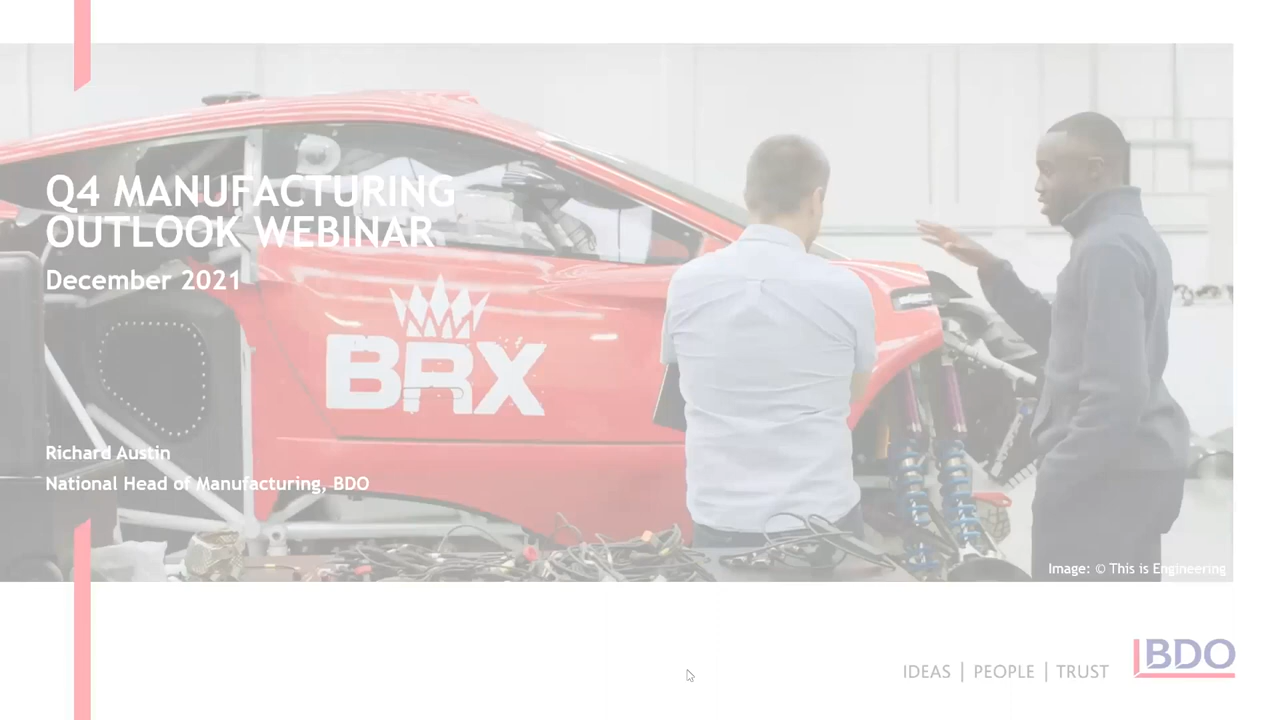 Q4 MANUFACTURING
OUTLOOK WEBINAR
December 2021
BRX
Richard Austin
National Head of Manufacturing, BDO
Image: © This is Engineering
IDEAS | PEOPLE | TRUST
BDO